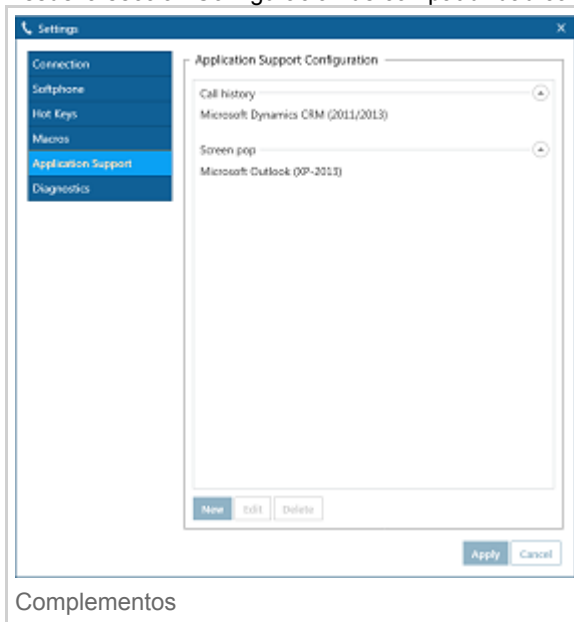 Settings
Connection
Softphone
Hot Keys
Macros
Application Support
Diagnostics
Application Support Configuration
Call history
Microsoft Dynamics CRM (2011/2013)
Screen pop
Microsoft Outlook (XP-2013)
New Edit Delete
Apply Cancel
Complementos